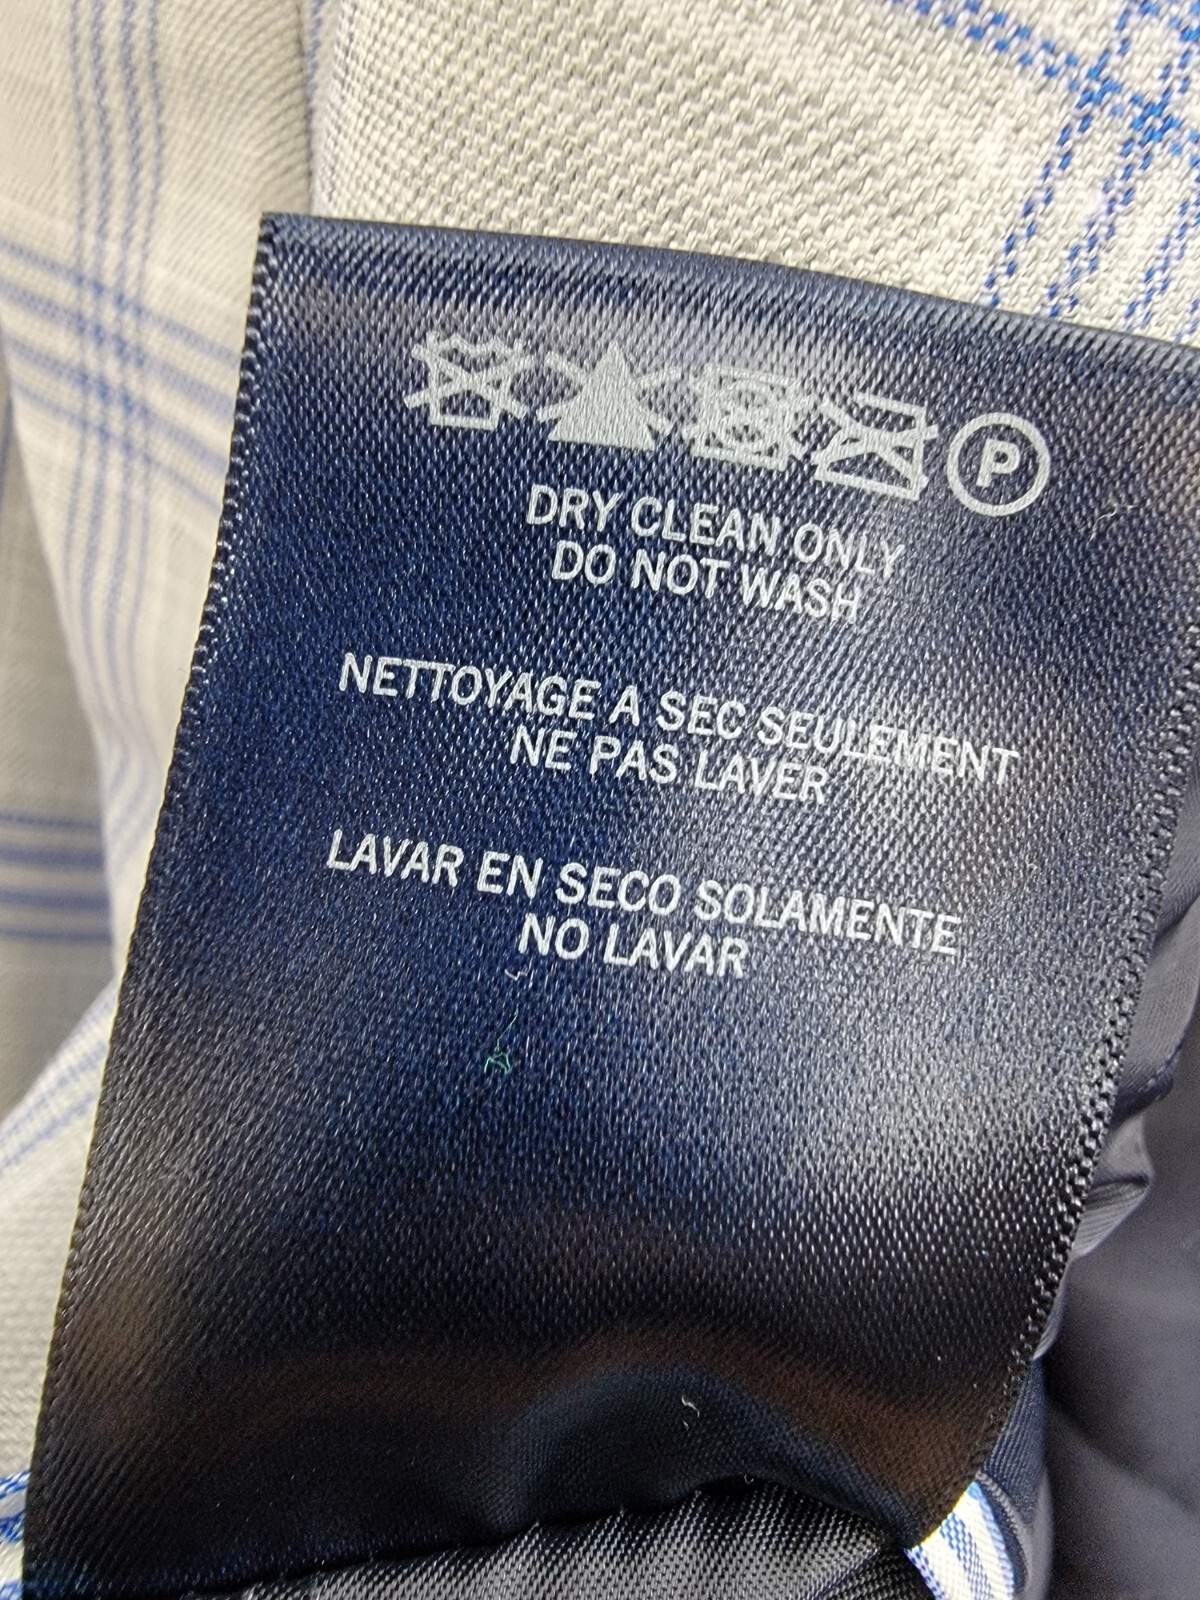 P
DRY CLEAN ONLY
DO NOT WASH
NETTOYAGE A SEC SEULEMENT
NE PAS LAVER
LAVAR EN SECO SOLAMENTE
NO LAVAR